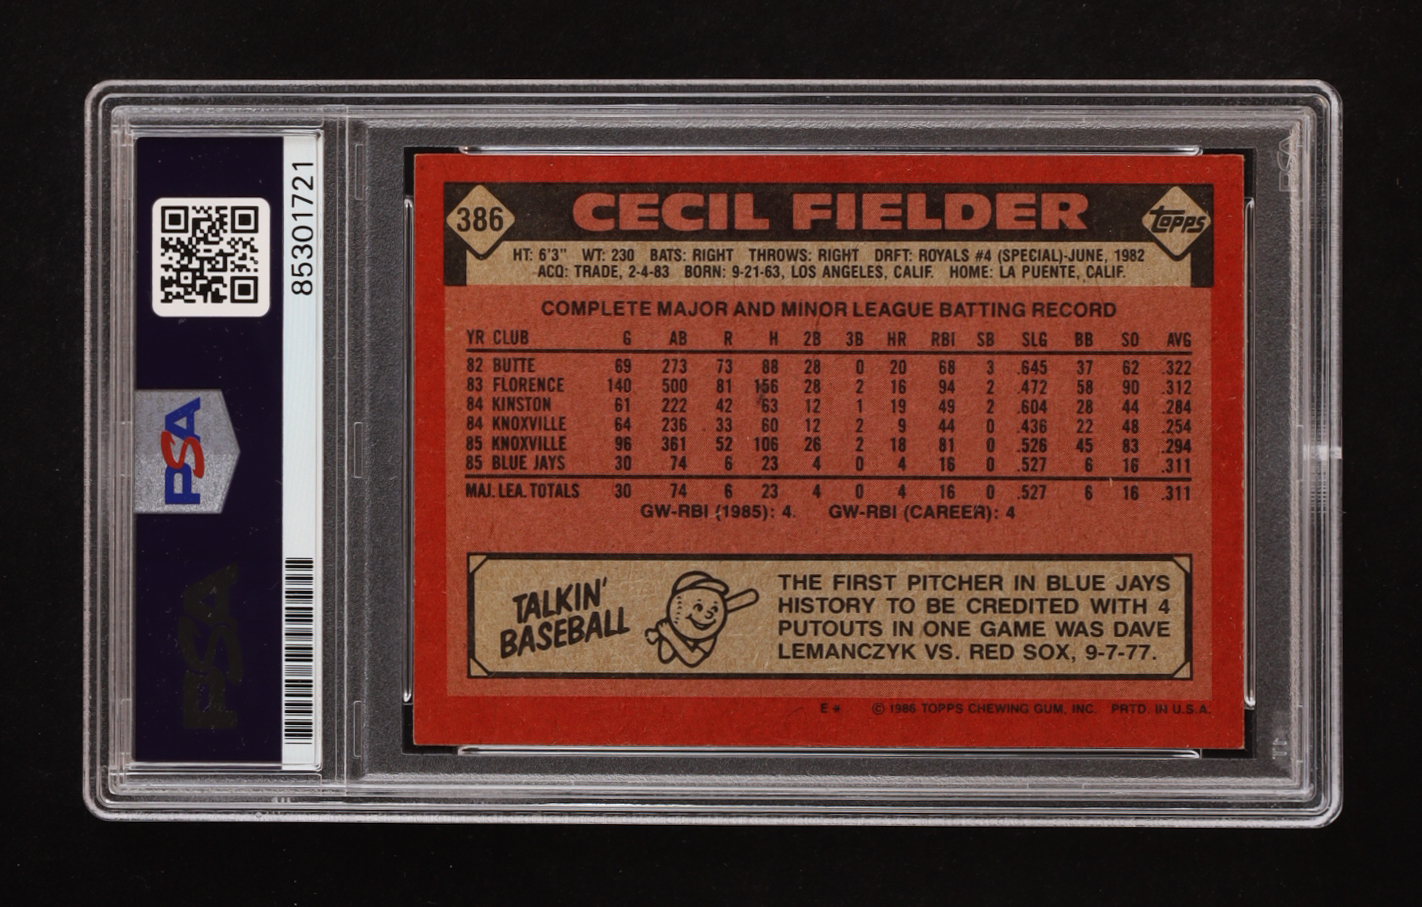 85301721
PSA
PSA
386
CECIL FIELDER
topps
HT: 6'3" WT: 230 BATS: RIGHT THROWS: RIGHT DRFT: ROYALS #4 (SPECIAL)-JUNE, 1982
ACQ: TRADE, 2-4-83 BORN: 9-21-63, LOS ANGELES, CALIF. HOME: LA PUENTE, CALIF.
COMPLETE MAJOR AND MINOR LEAGUE BATTING RECORD
YR CLUB G AB R H 2B 3B HR RBI SB SLG BB SO AVG
82 BUTTE 69 273 73 88 28 0 20 68 3 .645 37 62 .322
83 FLORENCE 140 500 81 156 28 2 16 94 2 .472 58 90 .312
84 KINSTON 61 222 42 63 12 1 19 49 2 .604 28 44 .284
84 KNOXVILLE 64 236 33 60 12 2 9 44 0 .436 22 48 .254
85 KNOXVILLE 96 361 52 106 26 2 18 81 0 .526 45 83 .294
85 BLUE JAYS 30 74 6 23 4 0 4 16 0 .527 6 16 .311
MAJ. LEA. TOTALS 30 74 6 23 4 0 4 16 0 .527 6 16 .311
GW-RBI (1985): 4. GW-RBI (CAREER): 4
TALKIN'
BASEBALL
THE FIRST PITCHER IN BLUE JAYS
HISTORY TO BE CREDITED WITH 4
PUTOUTS IN ONE GAME WAS DAVE
LEMANCZYK VS. RED SOX, 9-7-77.
E* © 1986 TOPPS CHEWING GUM, INC. PRTD. IN U.S.A.
PSA